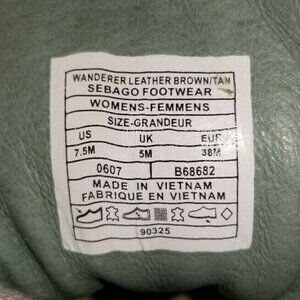 WANDERER LEATHER BROWN/TAN
SEBAGO FOOTWEAR
WOMENS-FEMMENS
SIZE-GRANDEUR
US UK EUR
7.5M 5M 38M
0607 B68682
MADE IN VIETNAM
FABRIQUE EN VIETNAM
90325